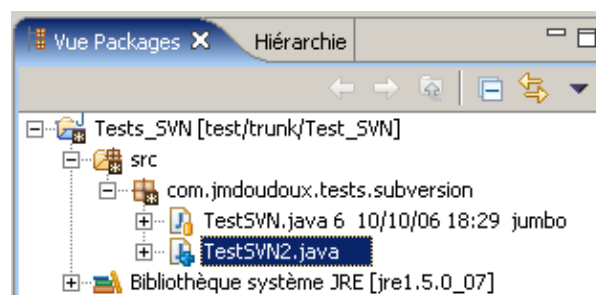 Vue Packages Hiérarchie
Tests_SVN [test/trunk/Test_SVN]
src
com.jmdoudoux.tests.subversion
TestSVN.java 6 10/10/06 18:29 jumbo
TestSVN2.java
Bibliothèque système JRE [jre1.5.0_07]